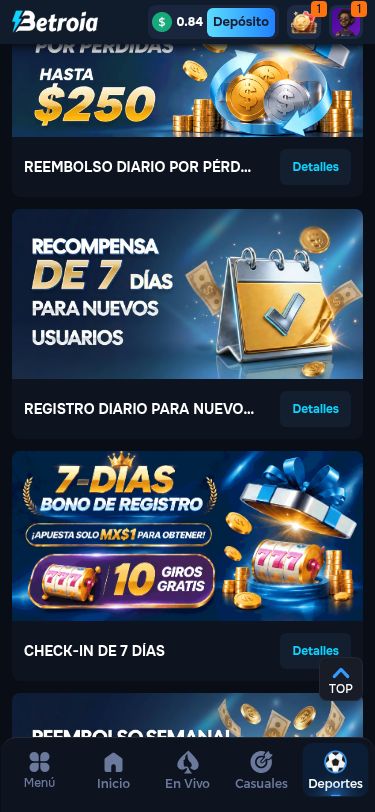 Betroia
$ 0.84 Depósito
1
1
POR PÉRDIDAS
HASTA
$250
REEMBOLSO DIARIO POR PÉRD...
Detalles
RECOMPENSA
DE 7 DÍAS
PARA NUEVOS
USUARIOS
REGISTRO DIARIO PARA NUEVO...
Detalles
7-DIAS
BONO DE REGISTRO
¡APUESTA SOLO MX$1 PARA OBTENER!
777
10 GIROS
GRATIS
777
CHECK-IN DE 7 DÍAS
Detalles
TOP
REEMBOLSO SEMANAL
Menú
Inicio
En Vivo
Casuales
Deportes